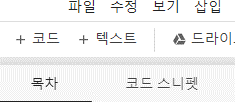 파일 수정 보기 삽입
+ 코드 + 텍스트 드라이
목차 코드 스니펫